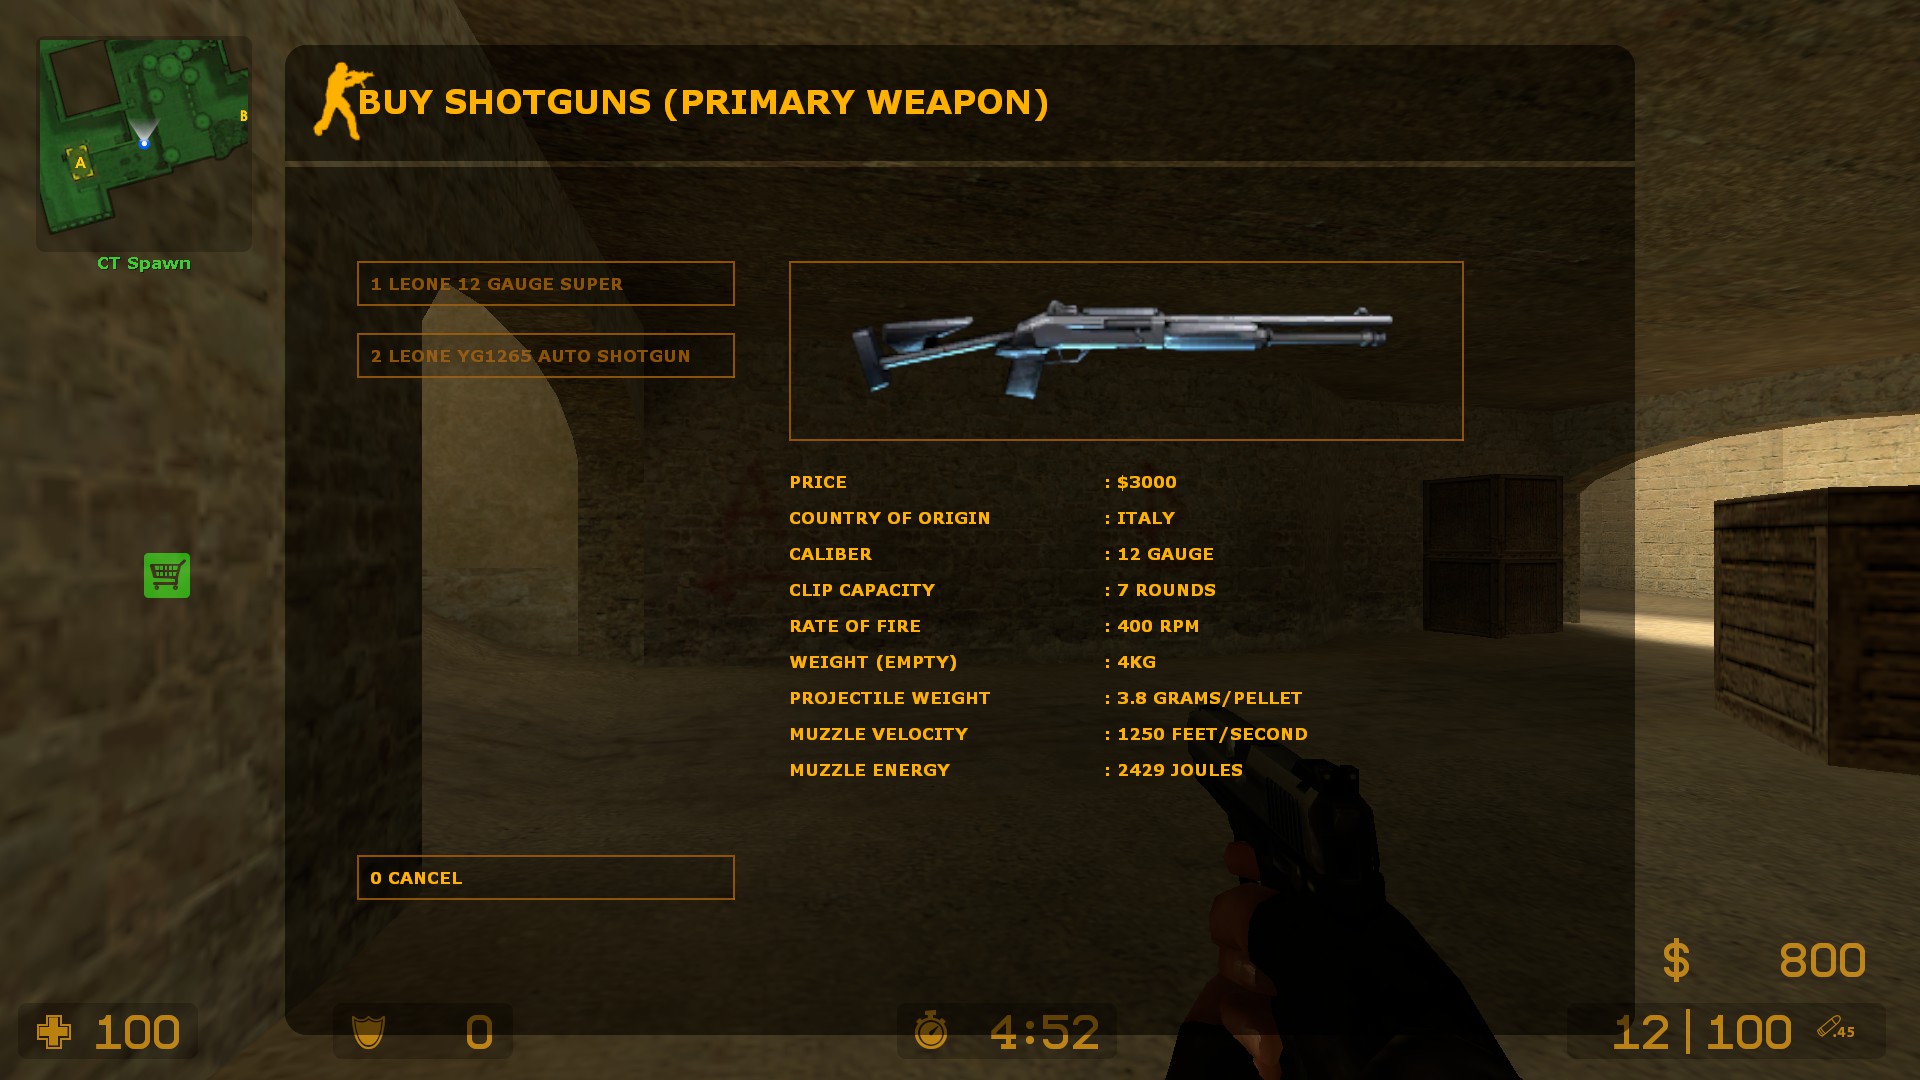 BUY SHOTGUNS (PRIMARY WEAPON)
A
B
CT Spawn
1 LEONE 12 GAUGE SUPER
2 LEONE YG1265 AUTO SHOTGUN
PRICE : $3000
COUNTRY OF ORIGIN : ITALY
CALIBER : 12 GAUGE
CLIP CAPACITY : 7 ROUNDS
RATE OF FIRE : 400 RPM
WEIGHT (EMPTY) : 4KG
PROJECTILE WEIGHT : 3.8 GRAMS/PELLET
MUZZLE VELOCITY : 1250 FEET/SECOND
MUZZLE ENERGY : 2429 JOULES
0 CANCEL
$ 800
100
0
4:52
12|100 .45